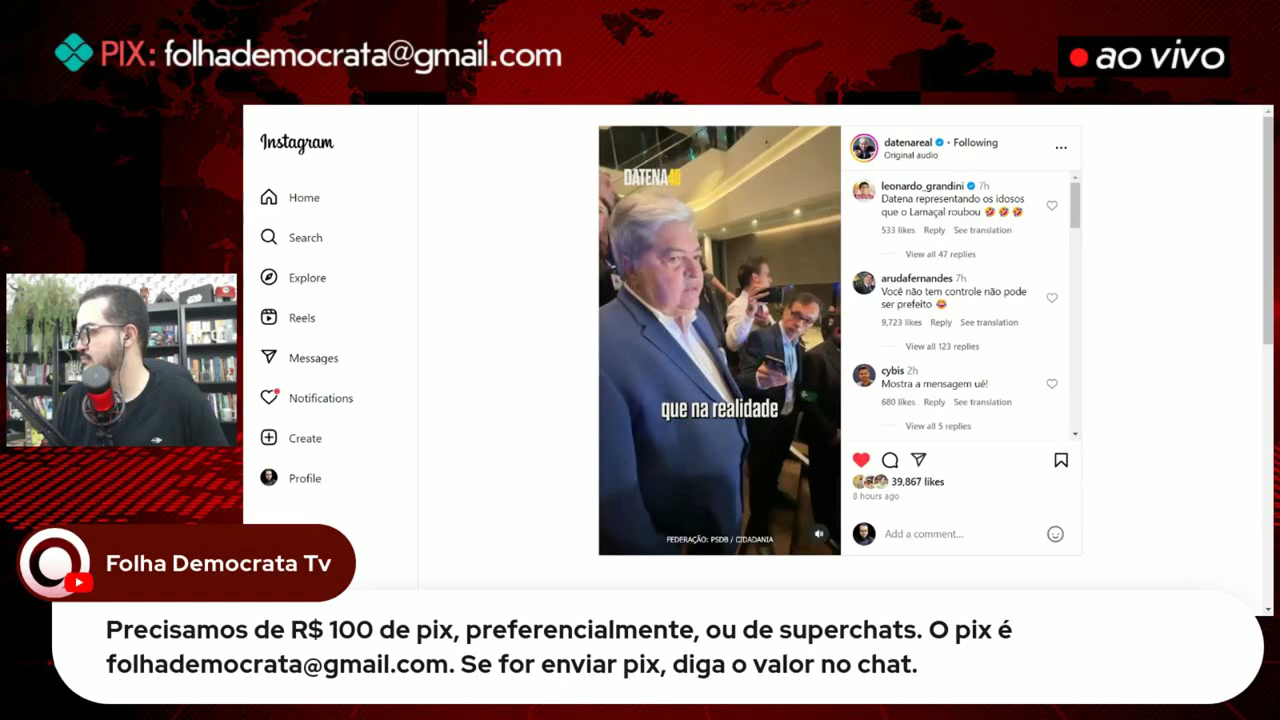 PIX: folhademocrata@gmail.com
ao vivo
Instagram
Home
Search
Explore
Reels
Messages
Notifications
Create
Profile
DATENA45
que na realidade
FEDERAÇÃO: PSDB / CIDADANIA
datenareal • Following
Original audio
leonardo_grandini 7h
Datena representando os idosos
que o Lamaçal roubou 🤣 🤣 🤣
533 likes Reply See translation
View all 47 replies
arudafernandes 7h
Você não tem controle não pode
ser prefeito 😂
9,723 likes Reply See translation
View all 123 replies
cybis 2h
Mostra a mensagem ué!
680 likes Reply See translation
View all 5 replies
39,867 likes
8 hours ago
Add a comment...
Folha Democrata Tv
Precisamos de R$ 100 de pix, preferencialmente, ou de superchats. O pix é
folhademocrata@gmail.com. Se for enviar pix, diga o valor no chat.